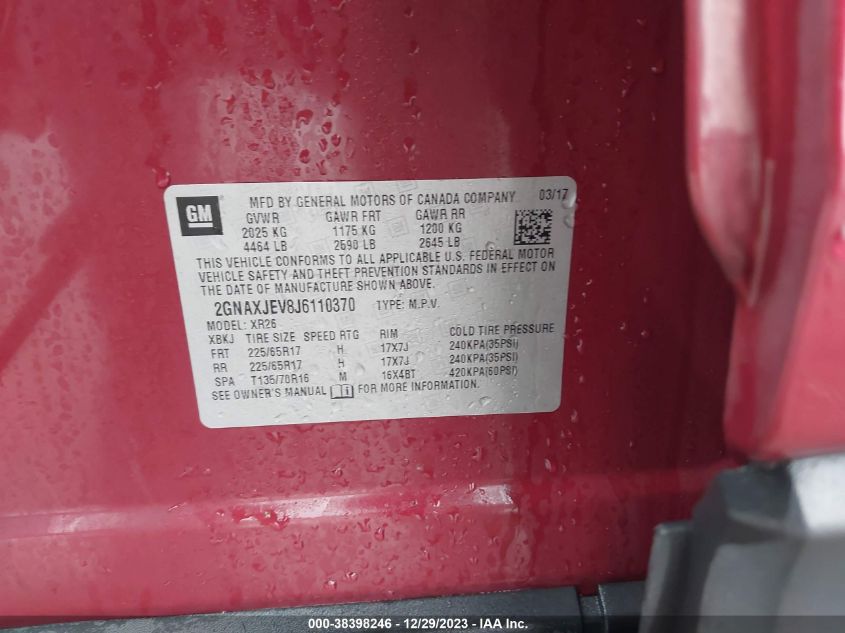 GM
MFD BY GENERAL MOTORS OF CANADA COMPANY 03/17
GVWR GAWR FRT GAWR RR
2025 KG 1175 KG 1200 KG
4464 LB 2590 LB 2645 LB
THIS VEHICLE CONFORMS TO ALL APPLICABLE U.S. FEDERAL MOTOR
VEHICLE SAFETY AND THEFT PREVENTION STANDARDS IN EFFECT ON
THE DATE OF MANUFACTURE SHOWN ABOVE.
2GNAXJEV8J6110370 TYPE: M.P.V.
MODEL: XR26
XBKJ TIRE SIZE SPEED RTG RIM COLD TIRE PRESSURE
FRT 225/65R17 H 17X7J 240KPA(35PSI)
RR 225/65R17 H 17X7J 240KPA(35PSI)
SPA T135/70R16 M 16X4BT 420KPA(60PSI)
SEE OWNER'S MANUAL FOR MORE INFORMATION.
000-38398246 - 12/29/2023 - IAA Inc.